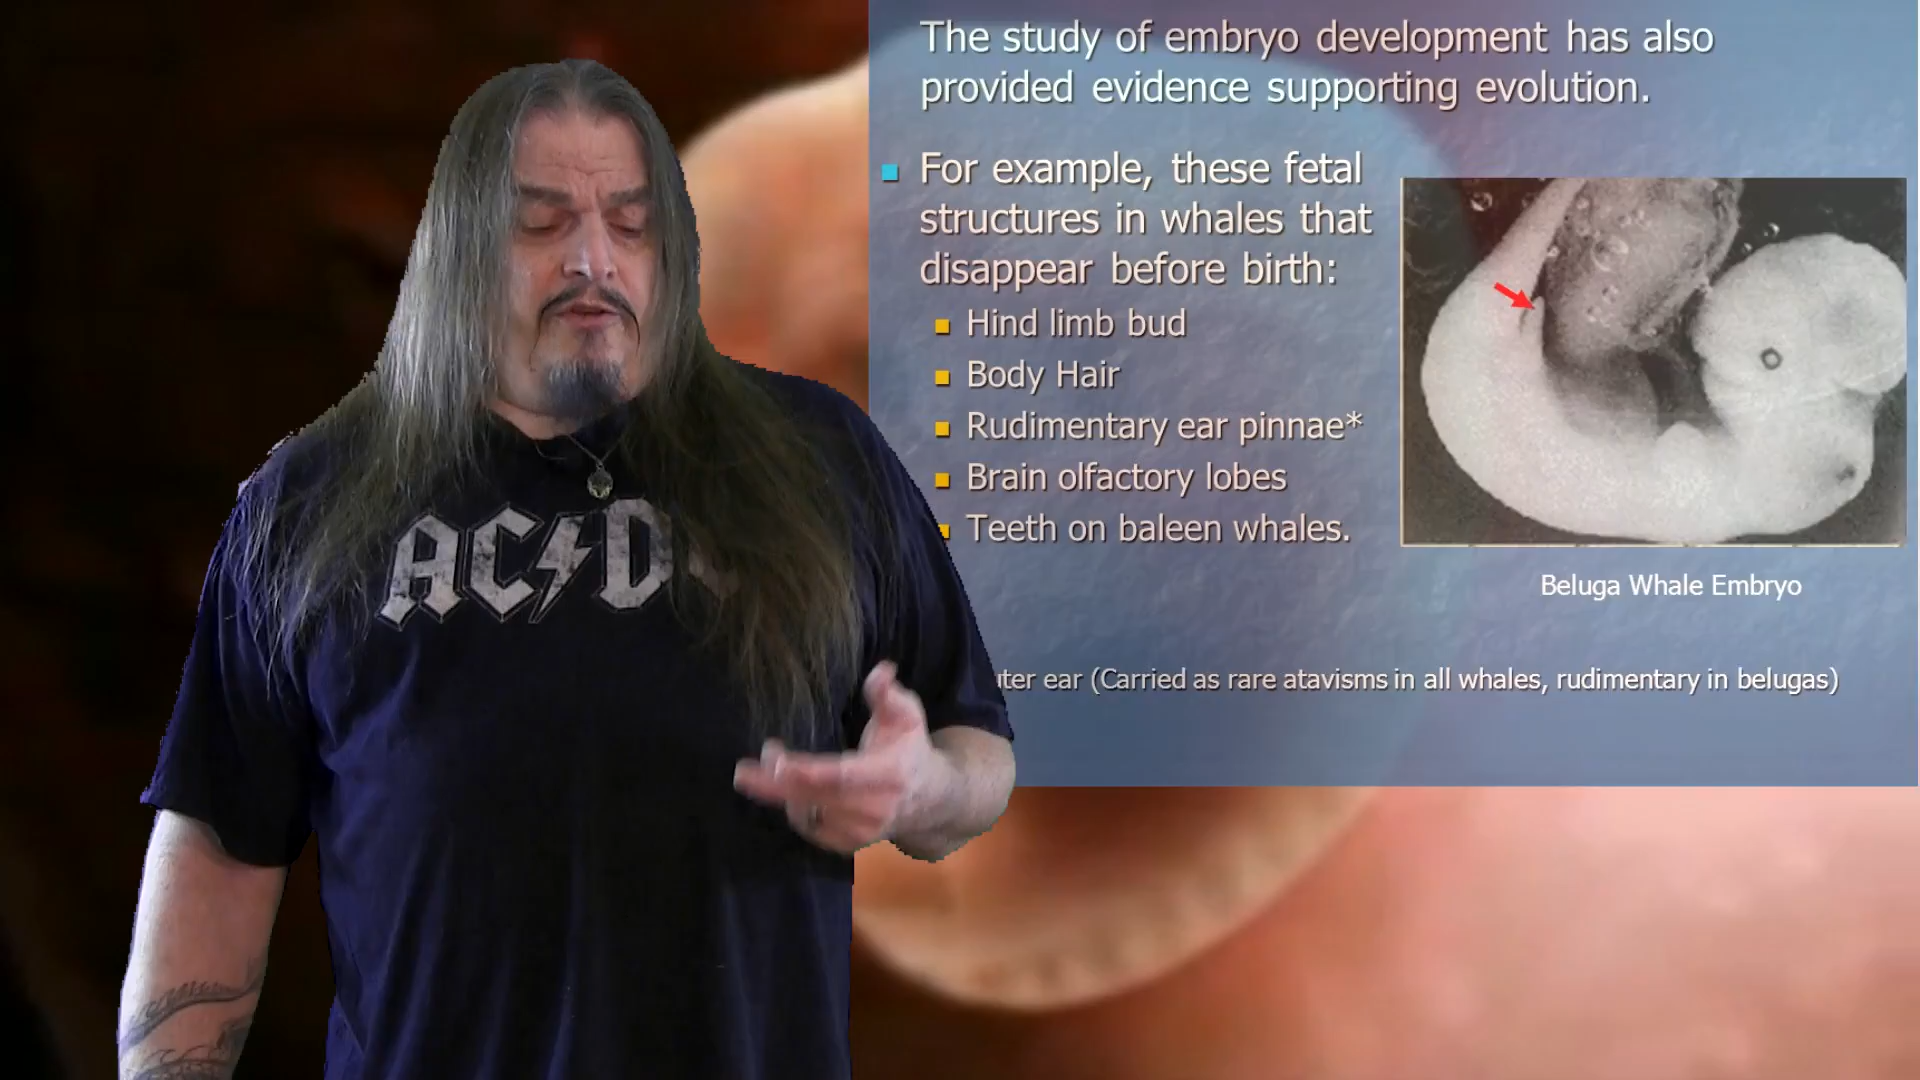 The study of embryo development has also
provided evidence supporting evolution.
For example, these fetal
structures in whales that
disappear before birth:
Hind limb bud
Body Hair
Rudimentary ear pinnae*
Brain olfactory lobes
Teeth on baleen whales.
Beluga Whale Embryo
ear (Carried as rare atavisms in all whales, rudimentary in belugas)
AC/D